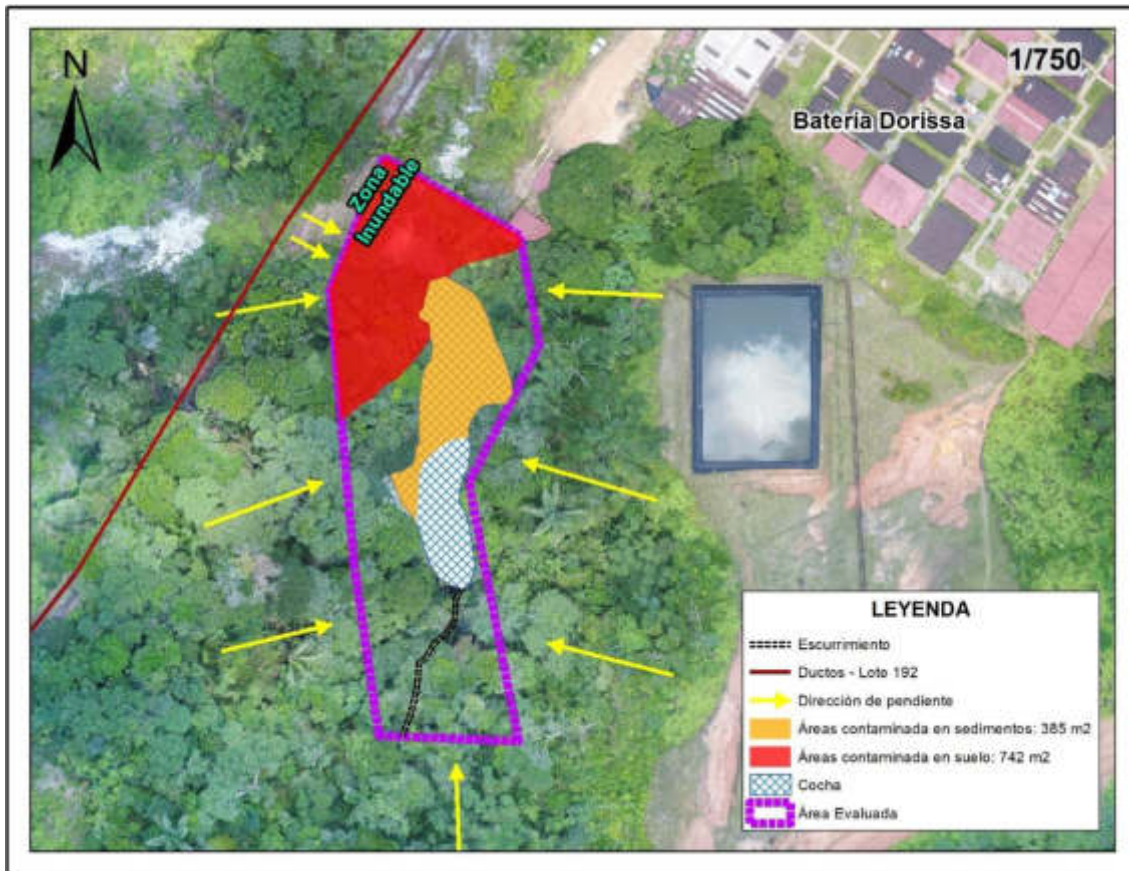 N
1/750
Batería Dorissa
Zona
Inundable
LEYENDA
Escurrimiento
Ductos - Lote 192
Dirección de pendiente
Áreas contaminada en sedimentos: 385 m2
Áreas contaminada en suelo: 742 m2
Cocha
Área Evaluada